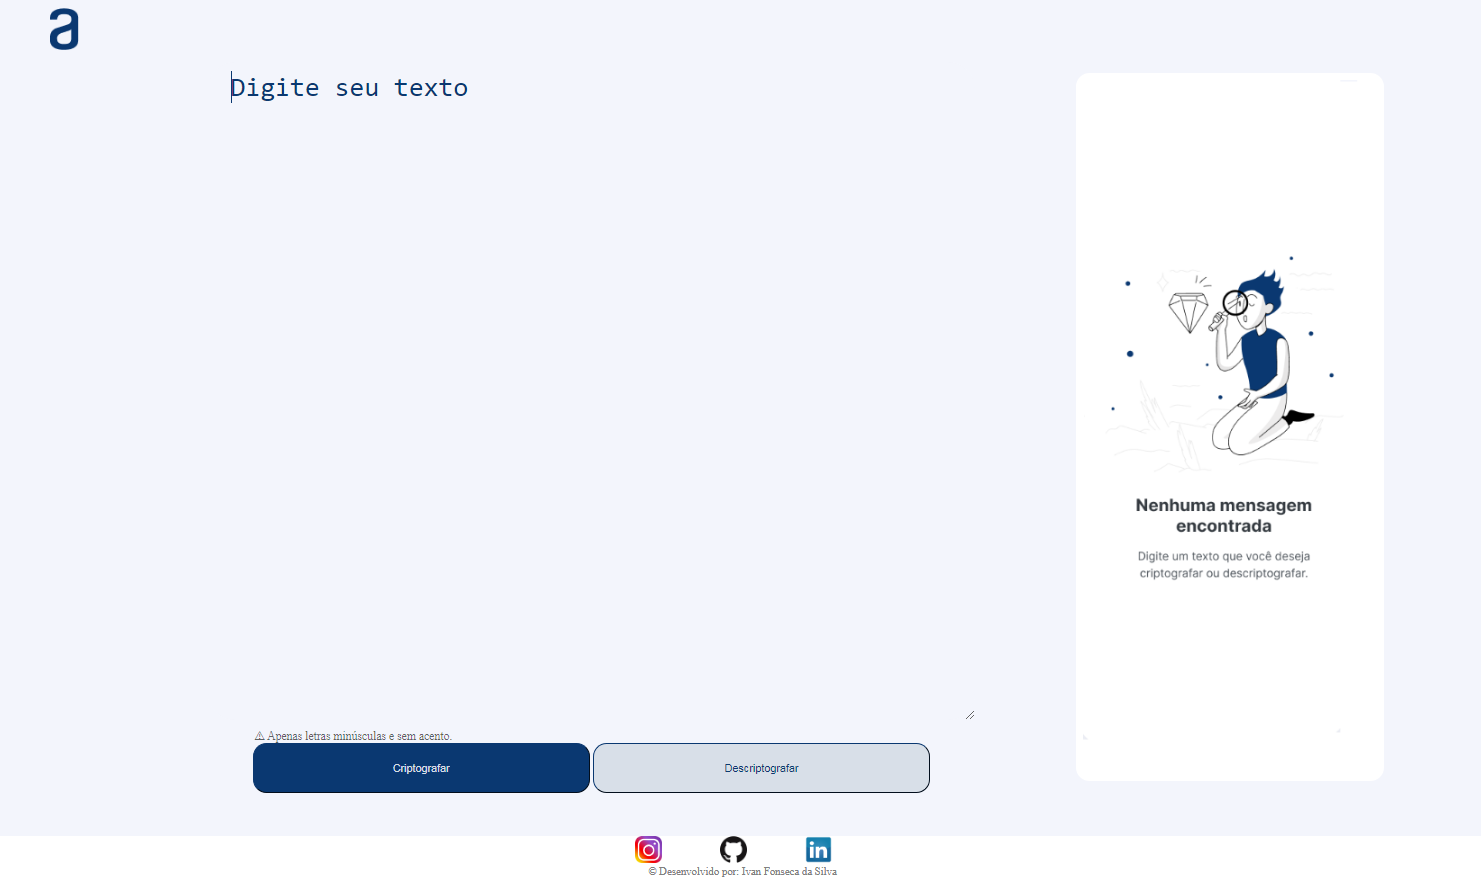 a
Digite seu texto
Nenhuma mensagem
encontrada
Digite um texto que você deseja
criptografar ou descriptografar.
⚠ Apenas letras minúsculas e sem acento.
Criptografar
Descriptografar
in
© Desenvolvido por: Ivan Fonseca da Silva